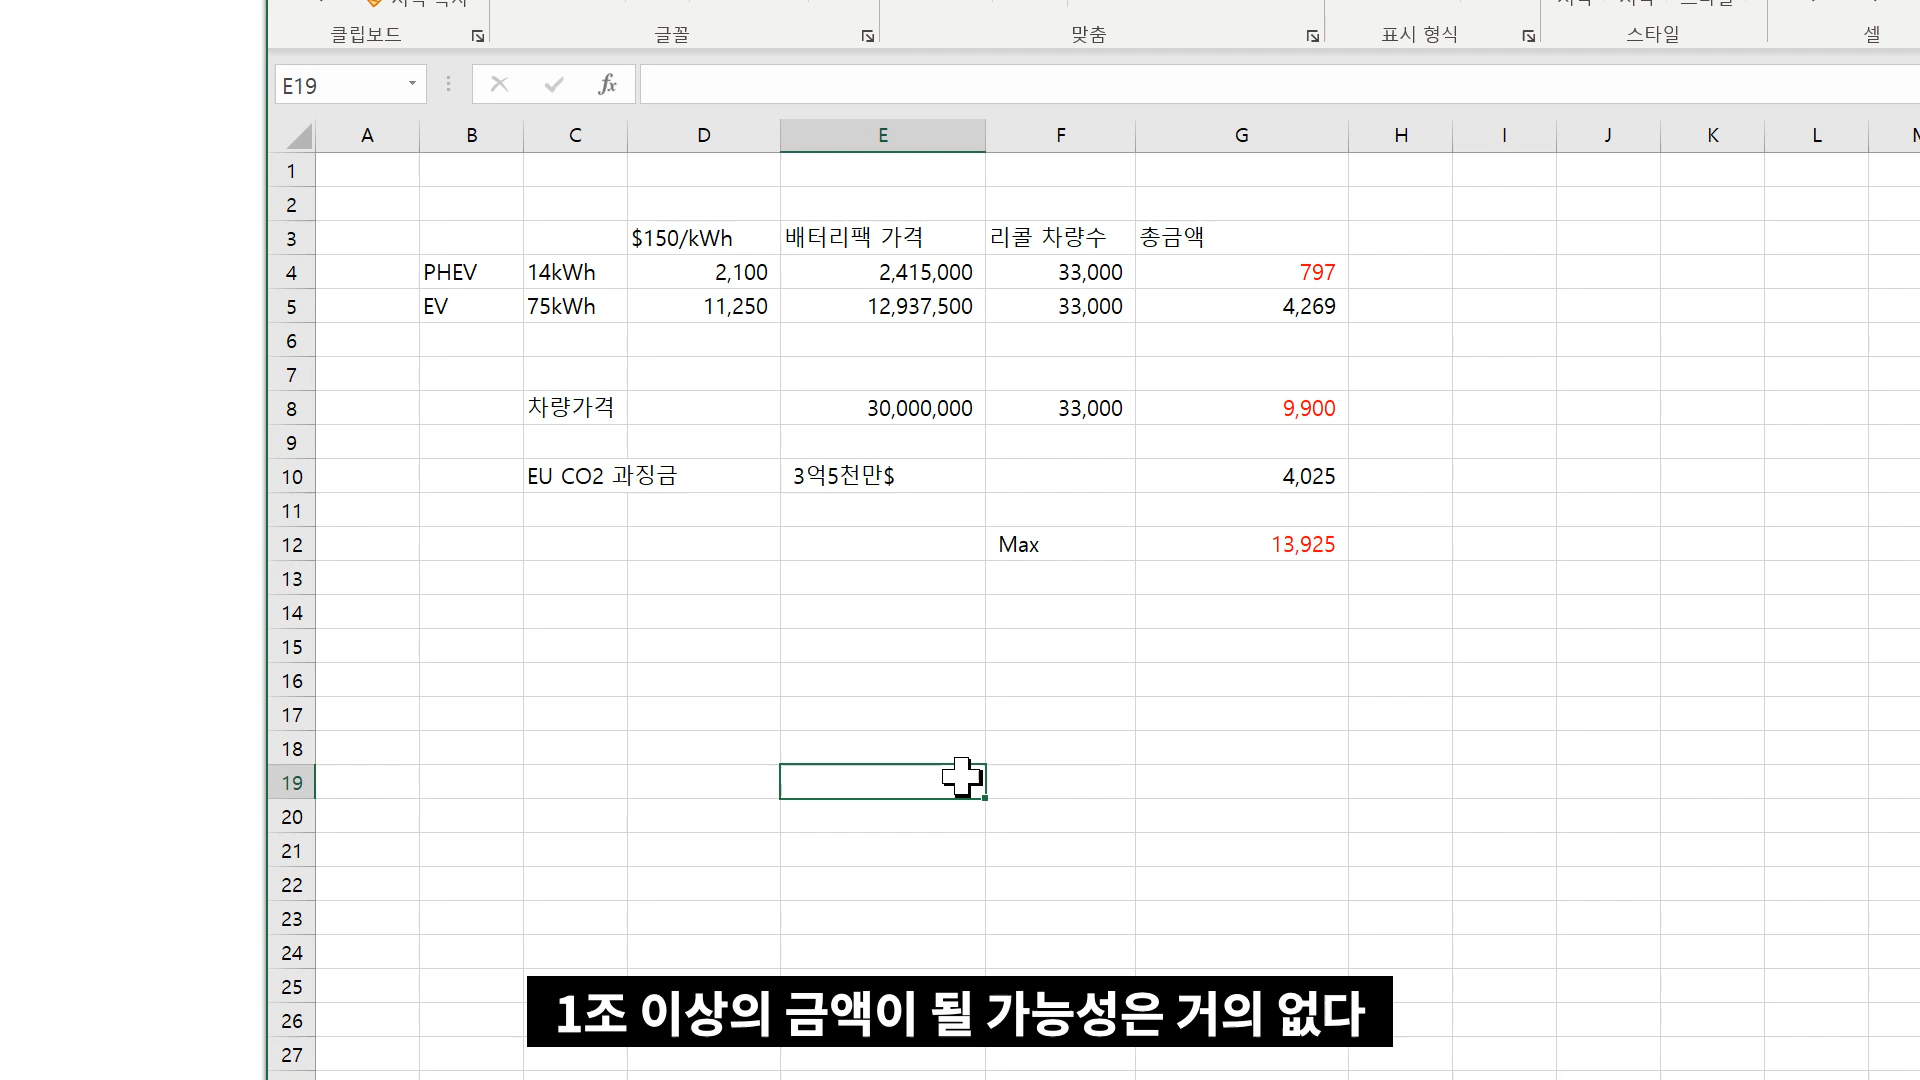 클립보드 글꼴 맞춤 표시 형식 스타일 셀
E19 fx
A B C D E F G H I J K L
1
2
3 $150/kWh 배터리팩 가격 리콜 차량수 총금액
4 PHEV 14kWh 2,100 2,415,000 33,000 797
5 EV 75kWh 11,250 12,937,500 33,000 4,269
6
7
8 차량가격 30,000,000 33,000 9,900
9
10 EU CO2 과징금 3억5천만$ 4,025
11
12 Max 13,925
13
14
15
16
17
18
19
20
21
22
23
24
25
1조 이상의 금액이 될 가능성은 거의 없다
26
27